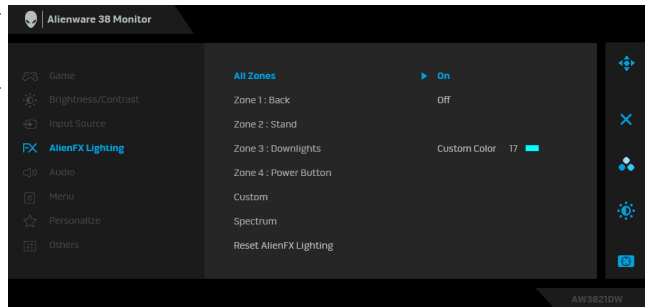 Alienware 38 Monitor
Game
Brightness/Contrast
Input Source
FX AlienFX Lighting
Audio
Menu
Personalize
Others
All Zones On
Zone 1 : Back Off
Zone 2 : Stand
Zone 3 : Downlights Custom Color 17
Zone 4 : Power Button
Custom
Spectrum
Reset AlienFX Lighting
AW3821DW